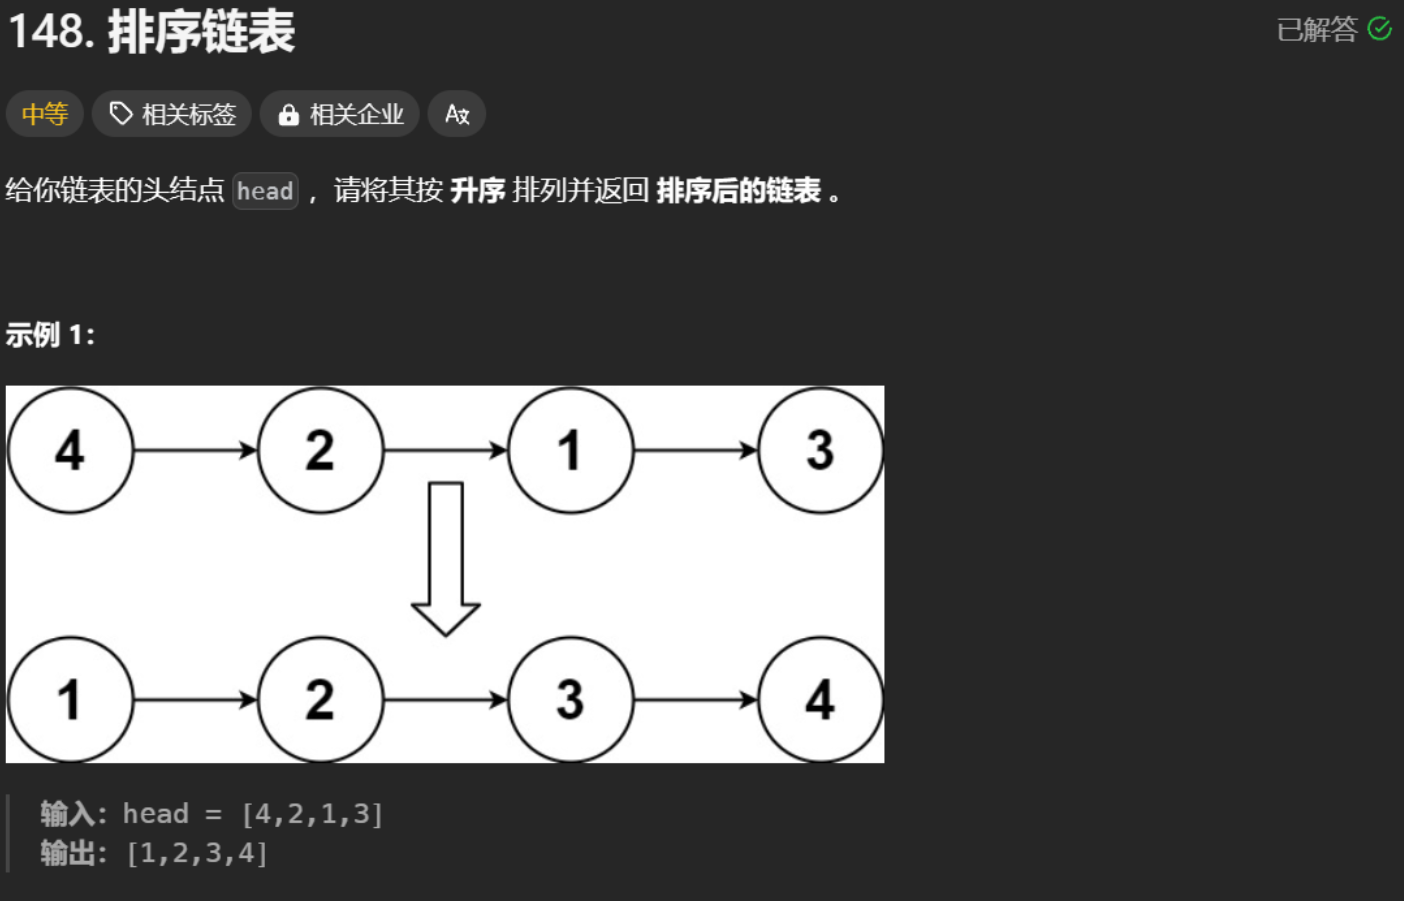 148. 排序链表
已解答
中等 相关标签 相关企业 A文
给你链表的头结点 head ，请将其按 升序 排列并返回 排序后的链表 。
示例 1：
4 2 1 3
1 2 3 4
输入：head = [4,2,1,3]
输出：[1,2,3,4]